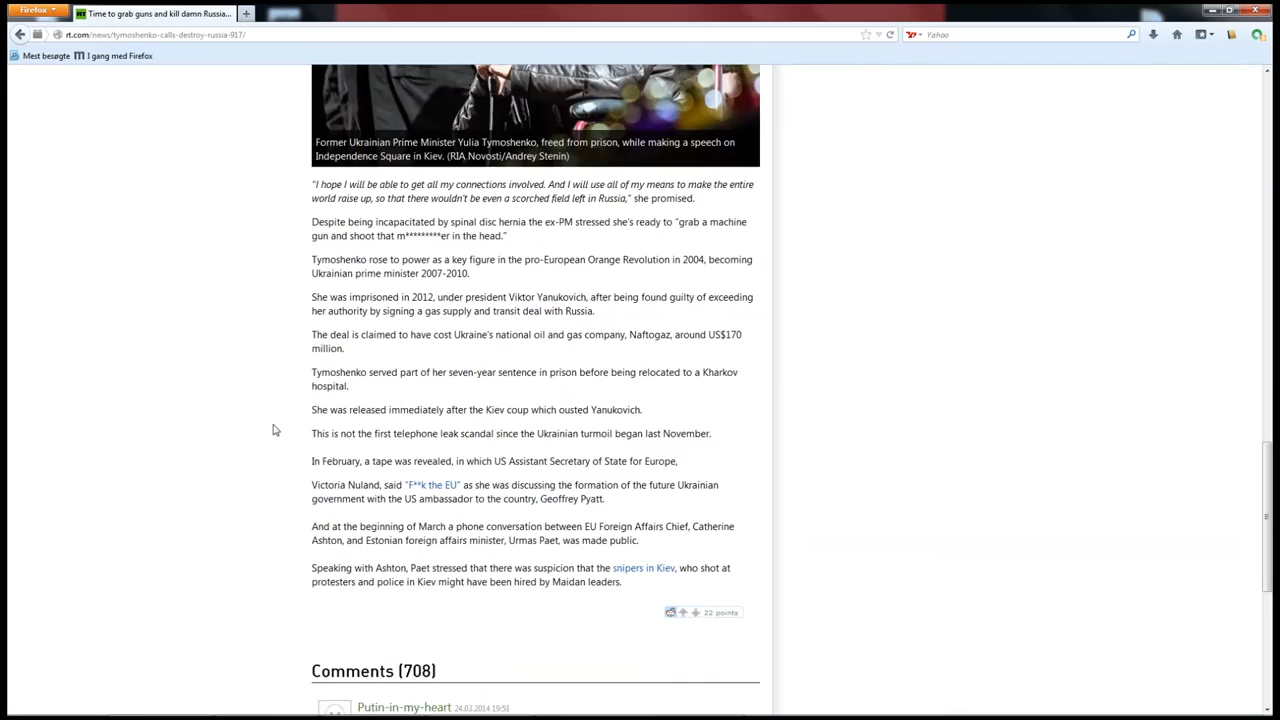 Firefox
Time to grab guns and kill damn Russia...
rt.com/news/tymoshenko-calls-destroy-russia-917/
Yahoo
Mest besøgte
I gang med Firefox
Former Ukrainian Prime Minister Yulia Tymoshenko, freed from prison, while making a speech on
Independence Square in Kiev. (RIA Novosti/Andrey Stenin)
"I hope I will be able to get all my connections involved. And I will use all of my means to make the entire
world raise up, so that there wouldn't be even a scorched field left in Russia," she promised.
Despite being incapacitated by spinal disc hernia the ex-PM stressed she's ready to "grab a machine
gun and shoot that m*********er in the head."
Tymoshenko rose to power as a key figure in the pro-European Orange Revolution in 2004, becoming
Ukrainian prime minister 2007-2010.
She was imprisoned in 2012, under president Viktor Yanukovich, after being found guilty of exceeding
her authority by signing a gas supply and transit deal with Russia.
The deal is claimed to have cost Ukraine's national oil and gas company, Naftogaz, around US$170
million.
Tymoshenko served part of her seven-year sentence in prison before being relocated to a Kharkov
hospital.
She was released immediately after the Kiev coup which ousted Yanukovich.
This is not the first telephone leak scandal since the Ukrainian turmoil began last November.
In February, a tape was revealed, in which US Assistant Secretary of State for Europe,
Victoria Nuland, said "F**k the EU" as she was discussing the formation of the future Ukrainian
government with the US ambassador to the country, Geoffrey Pyatt.
And at the beginning of March a phone conversation between EU Foreign Affairs Chief, Catherine
Ashton, and Estonian foreign affairs minister, Urmas Paet, was made public.
Speaking with Ashton, Paet stressed that there was suspicion that the snipers in Kiev, who shot at
protesters and police in Kiev might have been hired by Maidan leaders.
22 points
Comments (708)
Putin-in-my-heart 24.03.2014 19:51